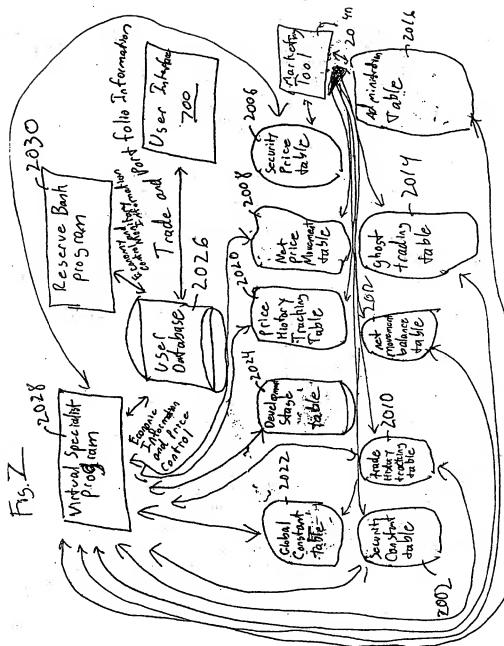 Fig. 7
Virtual Specialist
Program
2028
Reserve Bank
program
2030
Economic
Information
and Price
Control
User
Database
2026
Trade and
Portfolio Information
User Interface
700
Global
Constant
table
2022
Development
Stage
table
2024
Price
History
Tracking
Table
2020
Net
price
Movement
table
2008
Security
Price
table
2006
Marketing
Tool
Security
Constant
table
2002
Trade
History
tracking
table
2010
Net
movement
balance
table
2012
Ghost
trading
table
2014
Administration
Table
2016